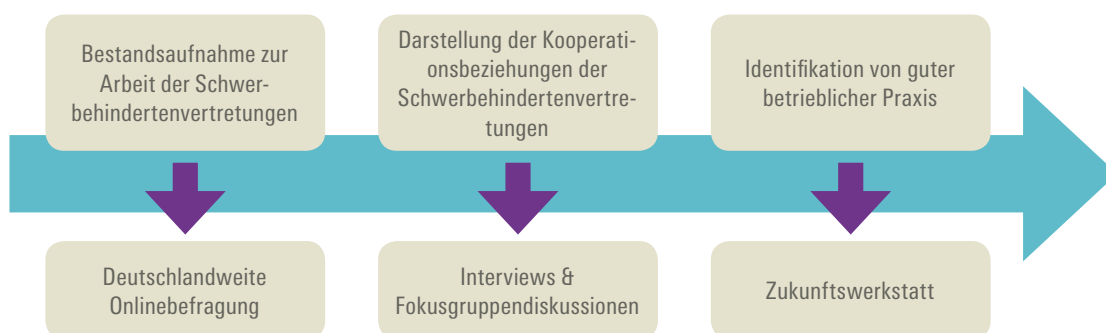 Bestandsaufnahme zur
Arbeit der Schwer-
behindertenvertretungen
Darstellung der Kooperati-
onsbeziehungen der
Schwerbehindertenvertre-
tungen
Identifikation von guter
betrieblicher Praxis
Deutschlandweite
Onlinebefragung
Interviews &
Fokusgruppendiskussionen
Zukunftswerkstatt